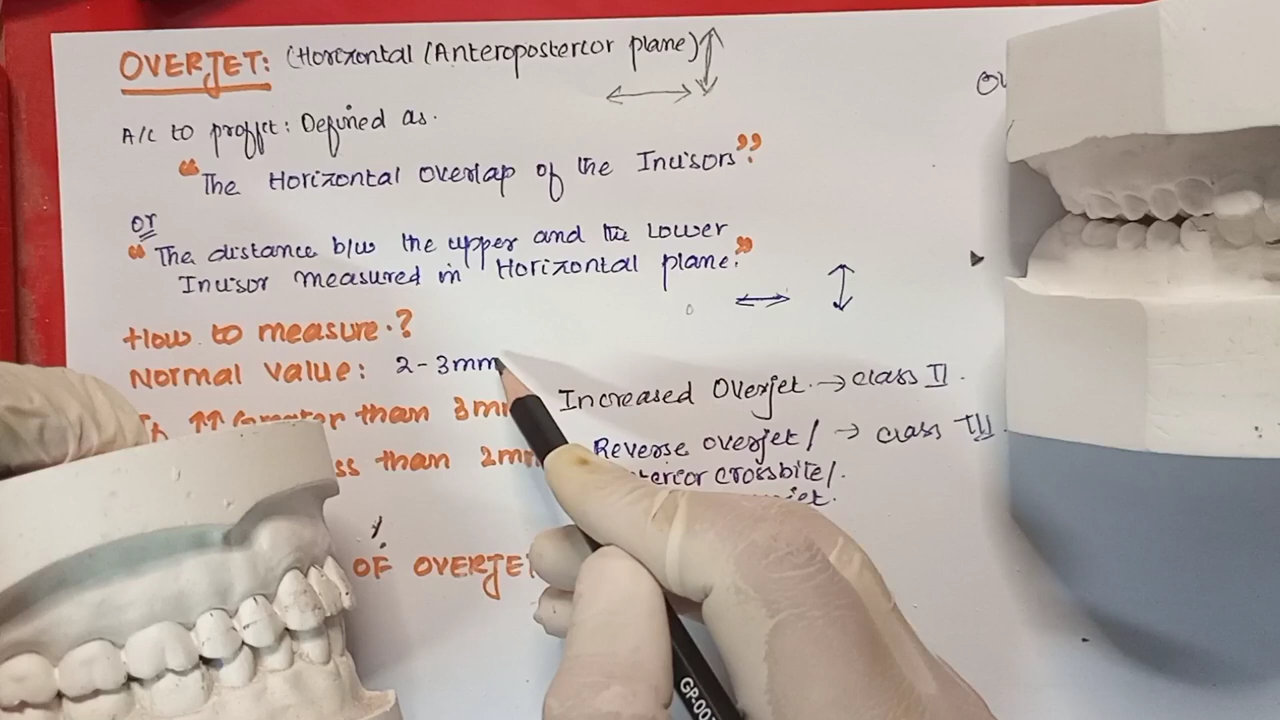 OVERJET: (Horizontal (Anteroposterior plane)
A/C to proffit: Defined as.
"The Horizontal overlap of the Incisors"
or
"The distance b/w the upper and the Lower
Incisor measured in Horizontal plane."
How to measure.?
Normal value: 2-3mm
Increased Overjet. → class II.
than 3m
Reverse overjet / → class III
ss than 2mm
terior crossbite/.
%
OF OVERJE
GP-00